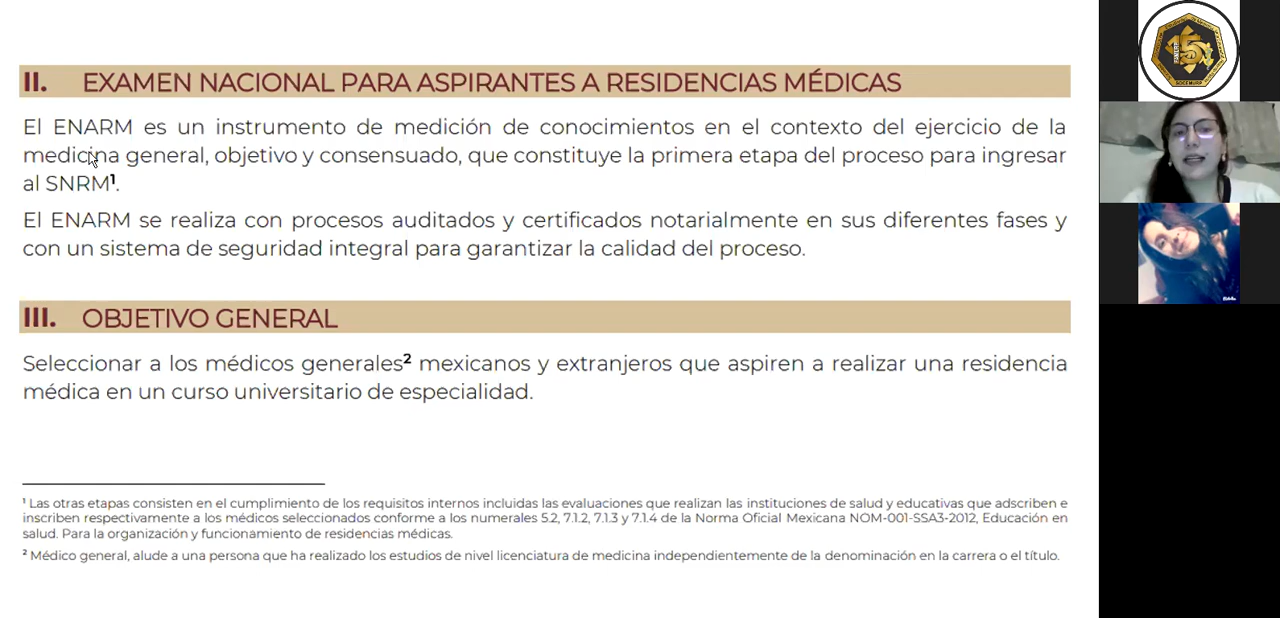 II. EXAMEN NACIONAL PARA ASPIRANTES A RESIDENCIAS MÉDICAS
El ENARM es un instrumento de medición de conocimientos en el contexto del ejercicio de la
medicina general, objetivo y consensuado, que constituye la primera etapa del proceso para ingresar
al SNRM¹.
El ENARM se realiza con procesos auditados y certificados notarialmente en sus diferentes fases y
con un sistema de seguridad integral para garantizar la calidad del proceso.
III. OBJETIVO GENERAL
Seleccionar a los médicos generales² mexicanos y extranjeros que aspiren a realizar una residencia
médica en un curso universitario de especialidad.
¹ Las otras etapas consisten en el cumplimiento de los requisitos internos incluidas las evaluaciones que realizan las instituciones de salud y educativas que adscriben e
inscriben respectivamente a los médicos seleccionados conforme a los numerales 5.2, 7.1.2, 7.1.3 y 7.1.4 de la Norma Oficial Mexicana NOM-001-SSA3-2012, Educación en
salud. Para la organización y funcionamiento de residencias médicas.
² Médico general, alude a una persona que ha realizado los estudios de nivel licenciatura de medicina independientemente de la denominación en la carrera o el título.
15
SOCEMURP